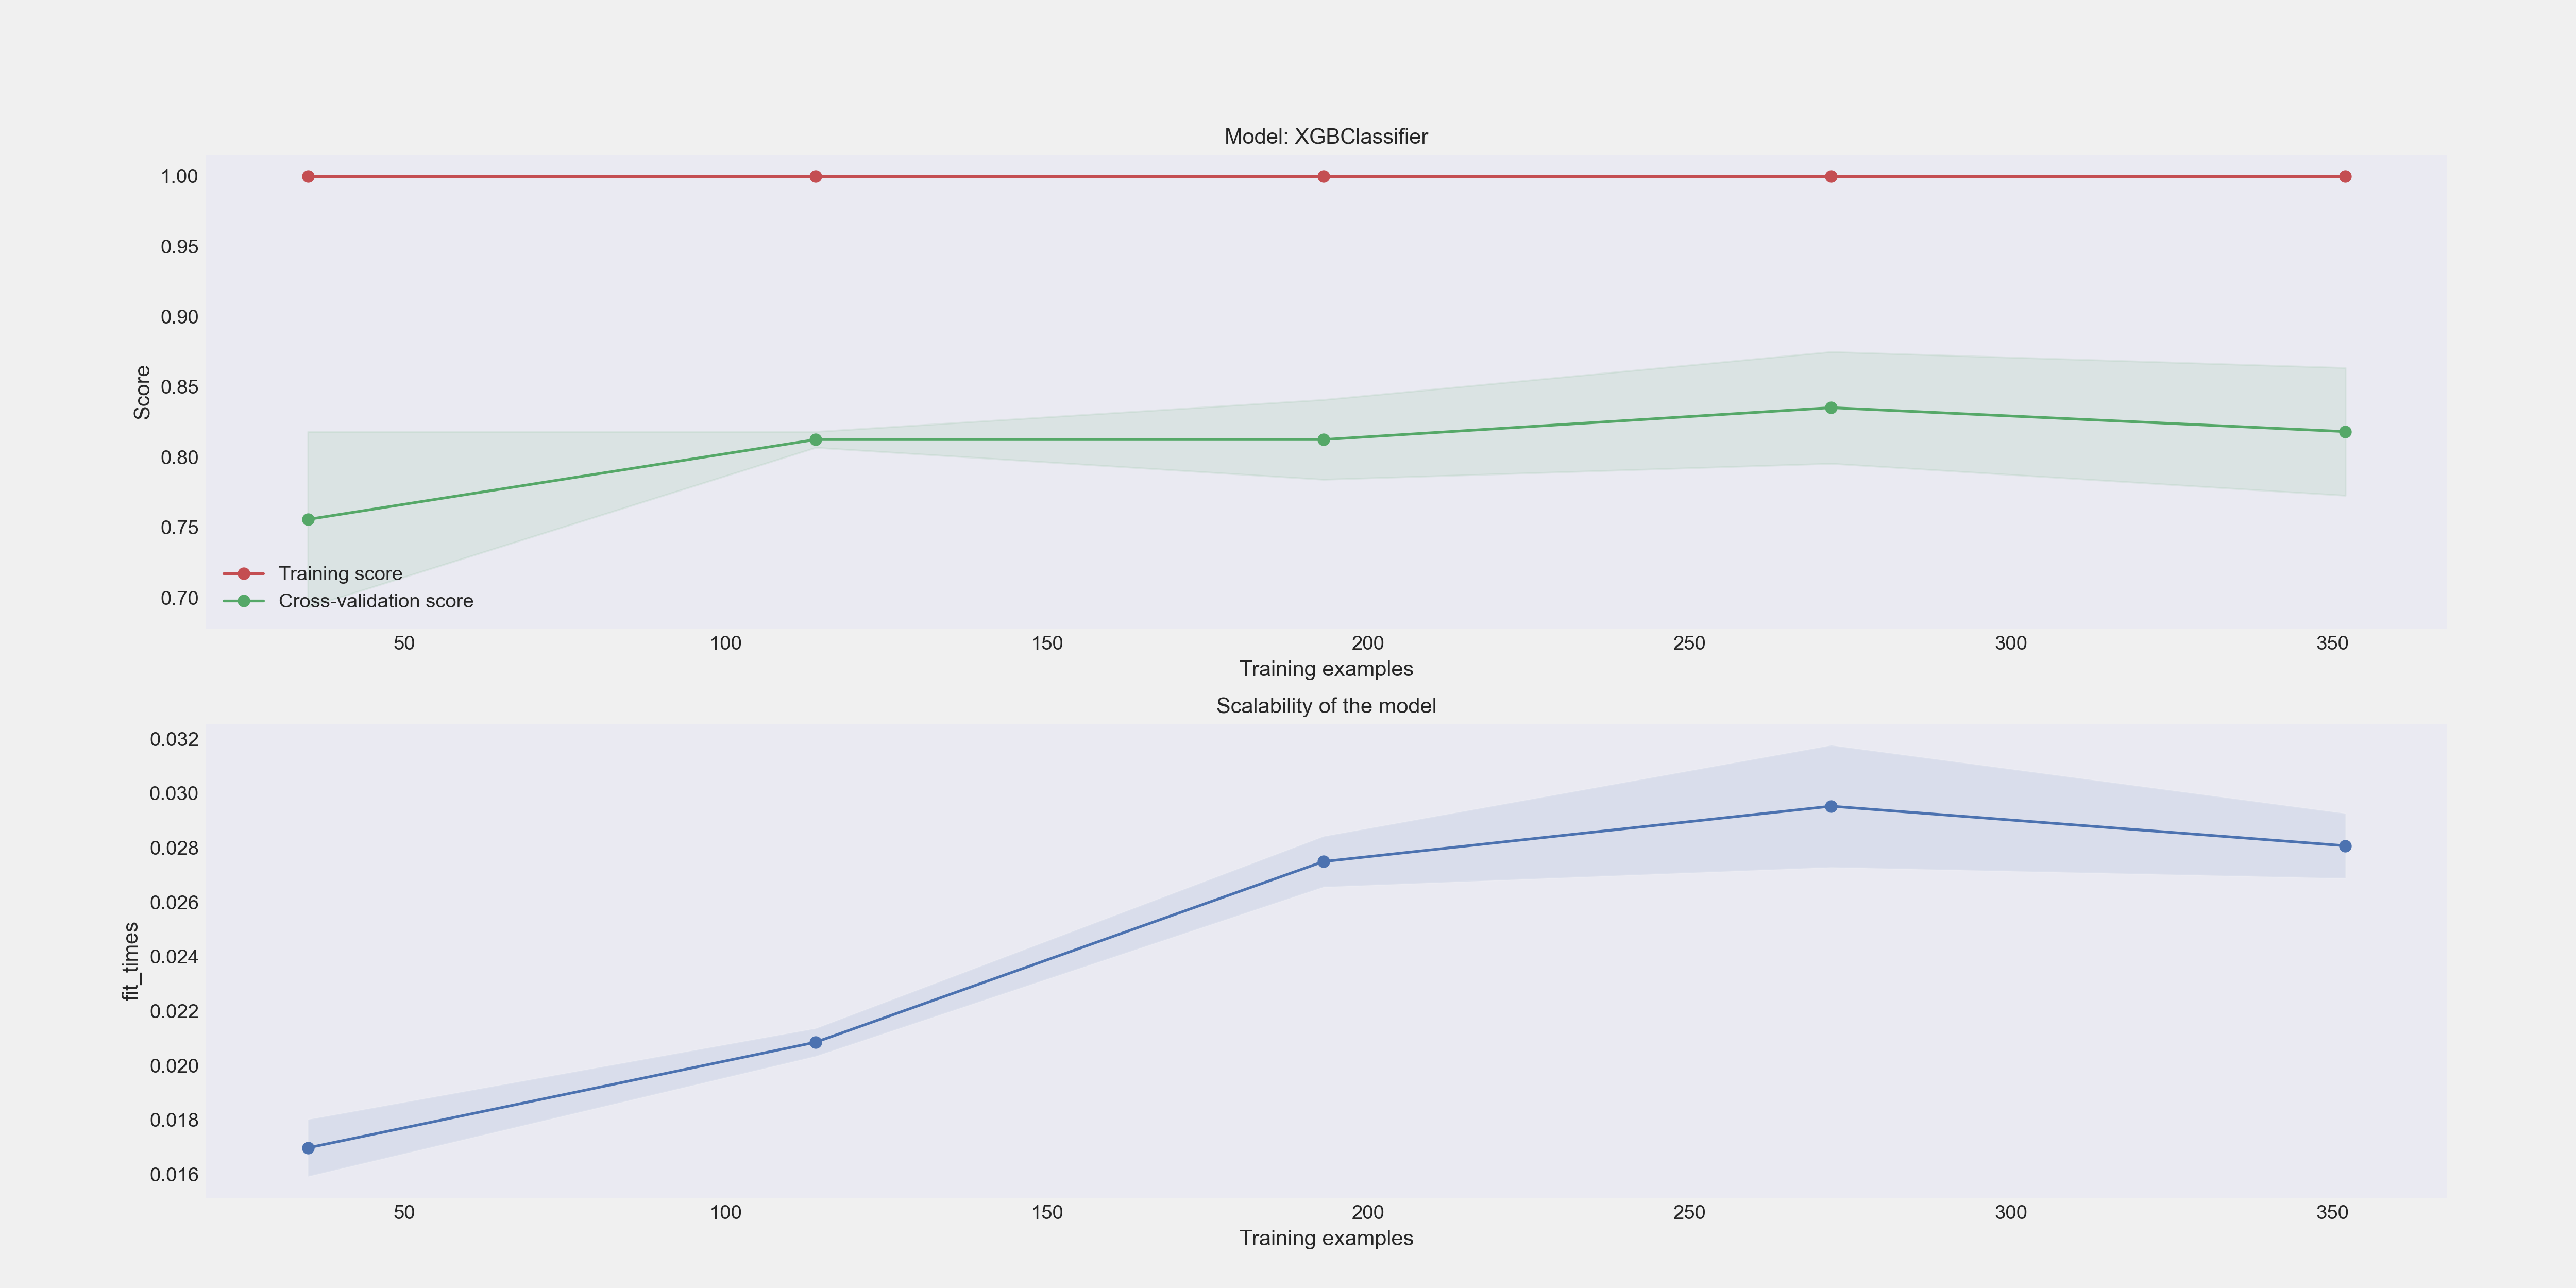 Model: XGBClassifier
1.00
0.95
0.90
0.85
0.80
0.75
0.70
Score
Training score
Cross-validation score
50 100 150 200 250 300 350
Training examples
Scalability of the model
0.032
0.030
0.028
0.026
0.024
0.022
0.020
0.018
0.016
fit_times
50 100 150 200 250 300 350
Training examples